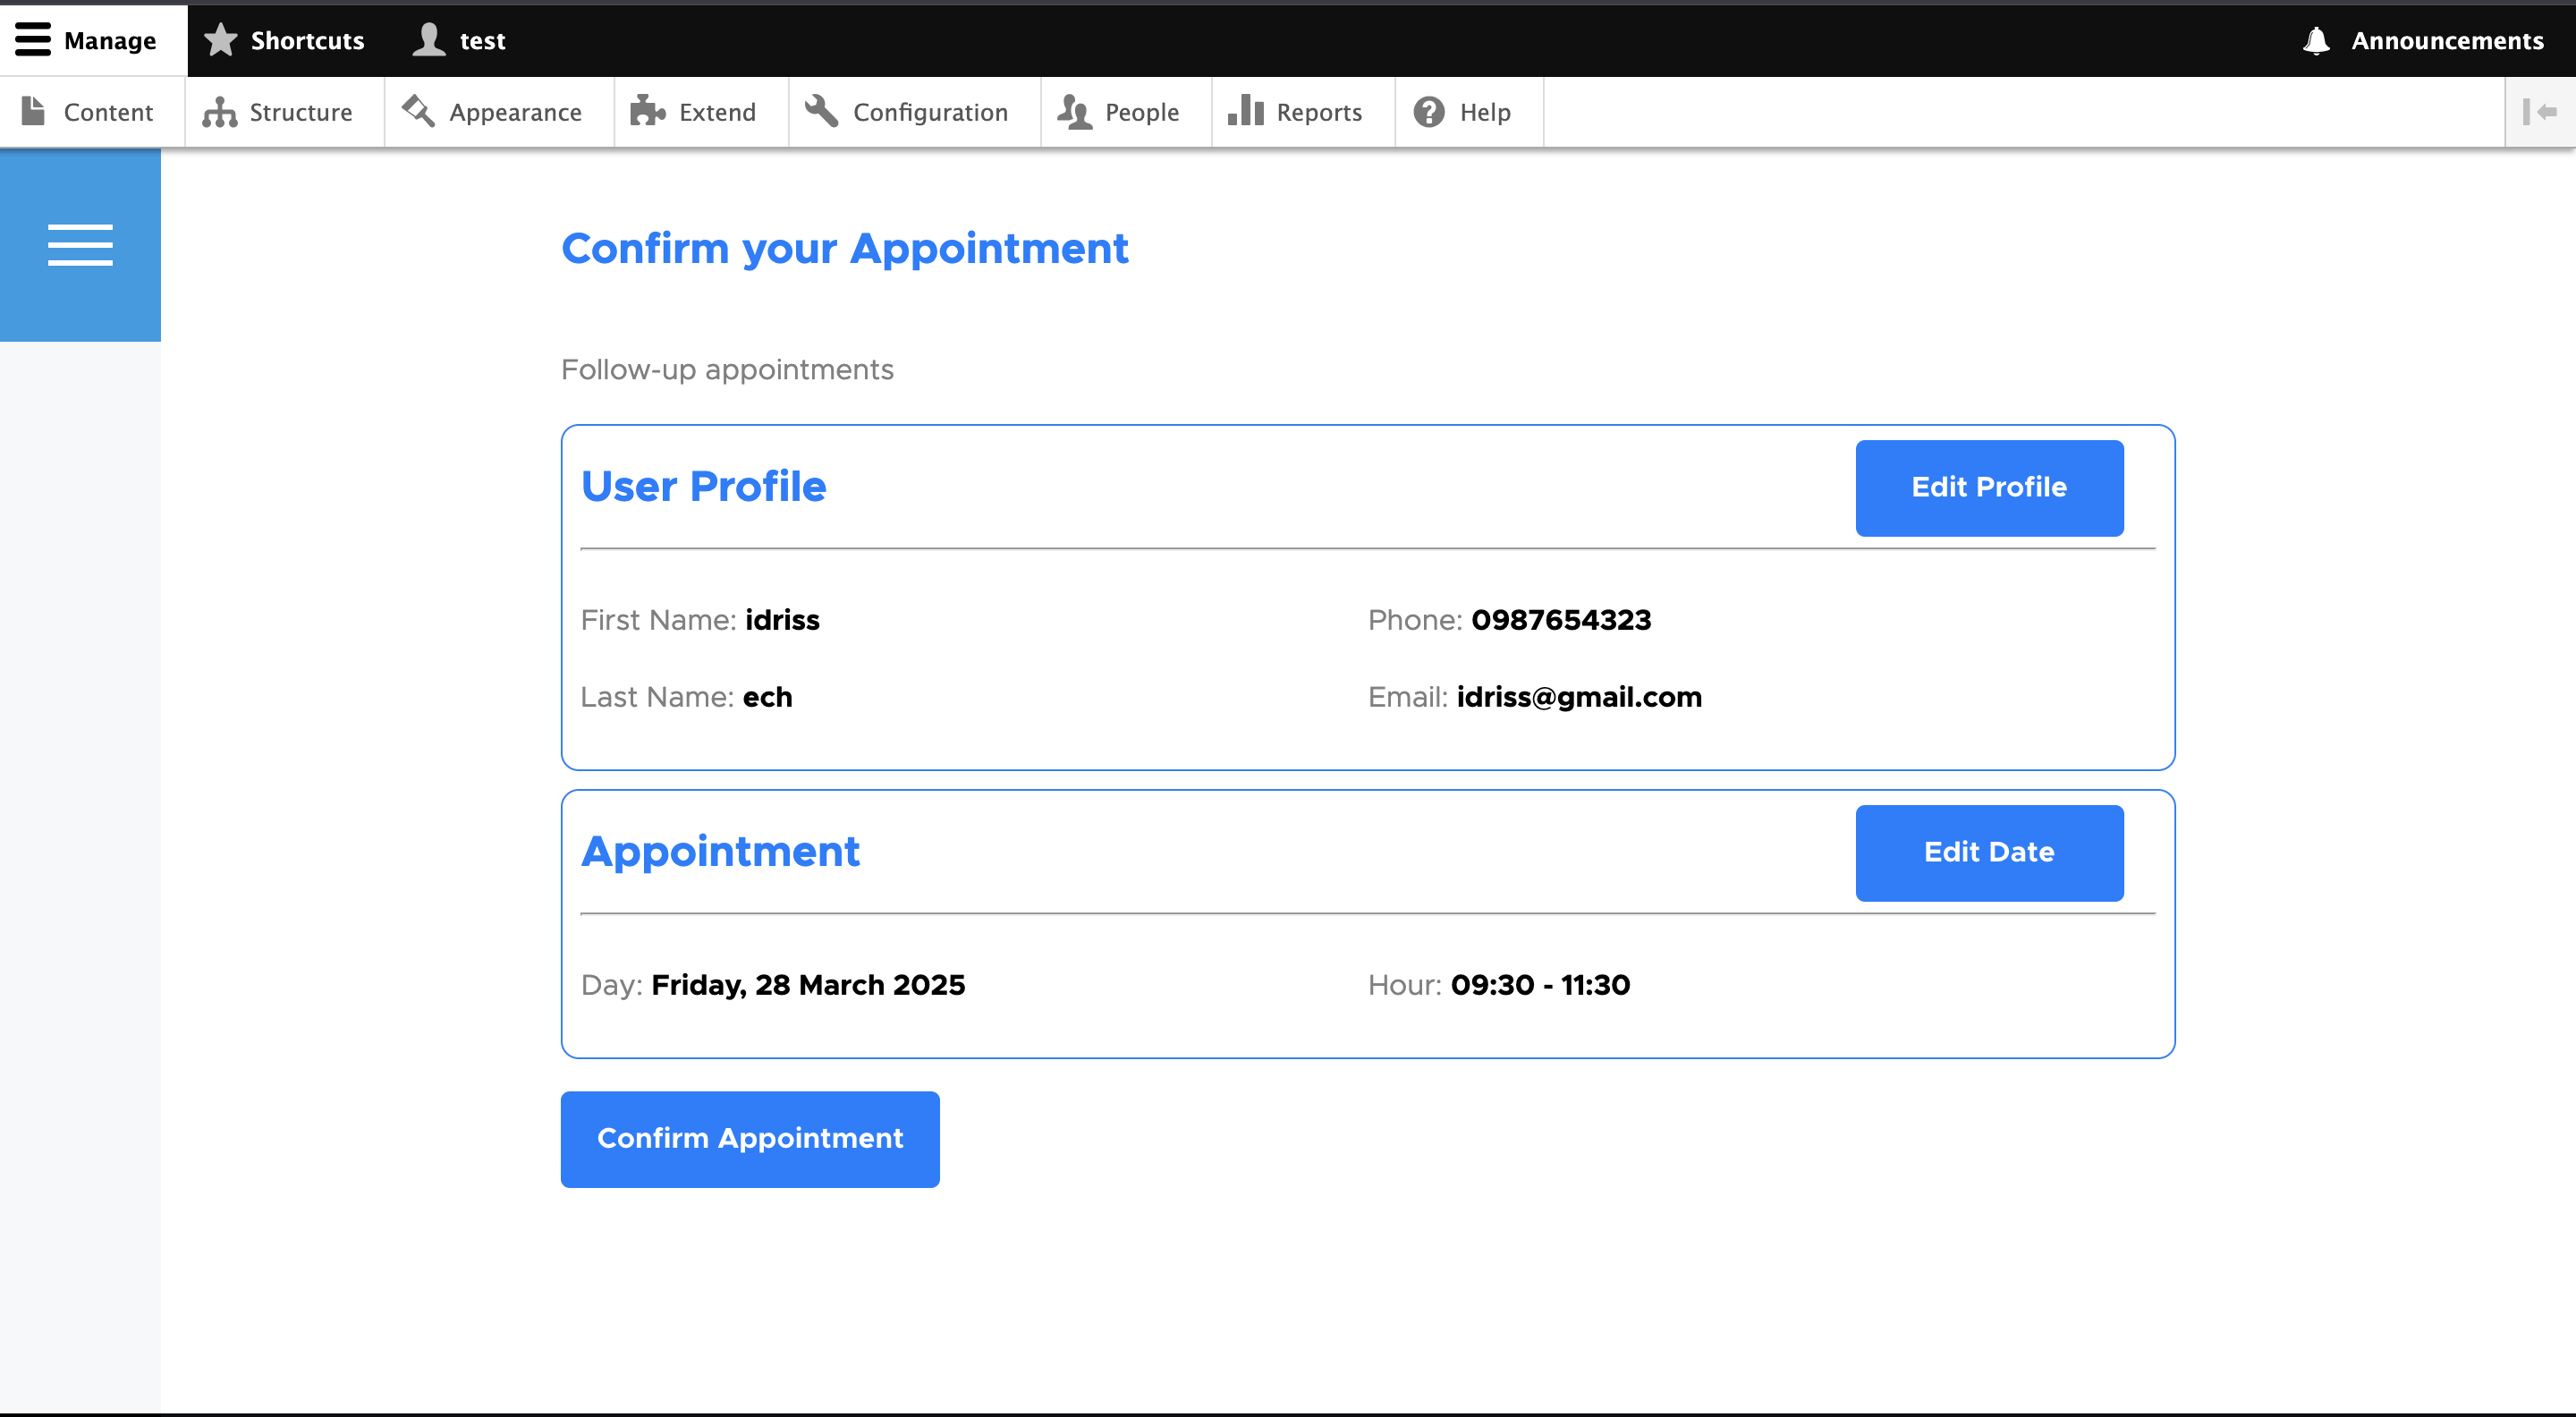 Manage Shortcuts test Announcements
Content Structure Appearance Extend Configuration People Reports Help
Confirm your Appointment
Follow-up appointments
User Profile Edit Profile
First Name: idriss Phone: 0987654323
Last Name: ech Email: idriss@gmail.com
Appointment Edit Date
Day: Friday, 28 March 2025 Hour: 09:30 - 11:30
Confirm Appointment